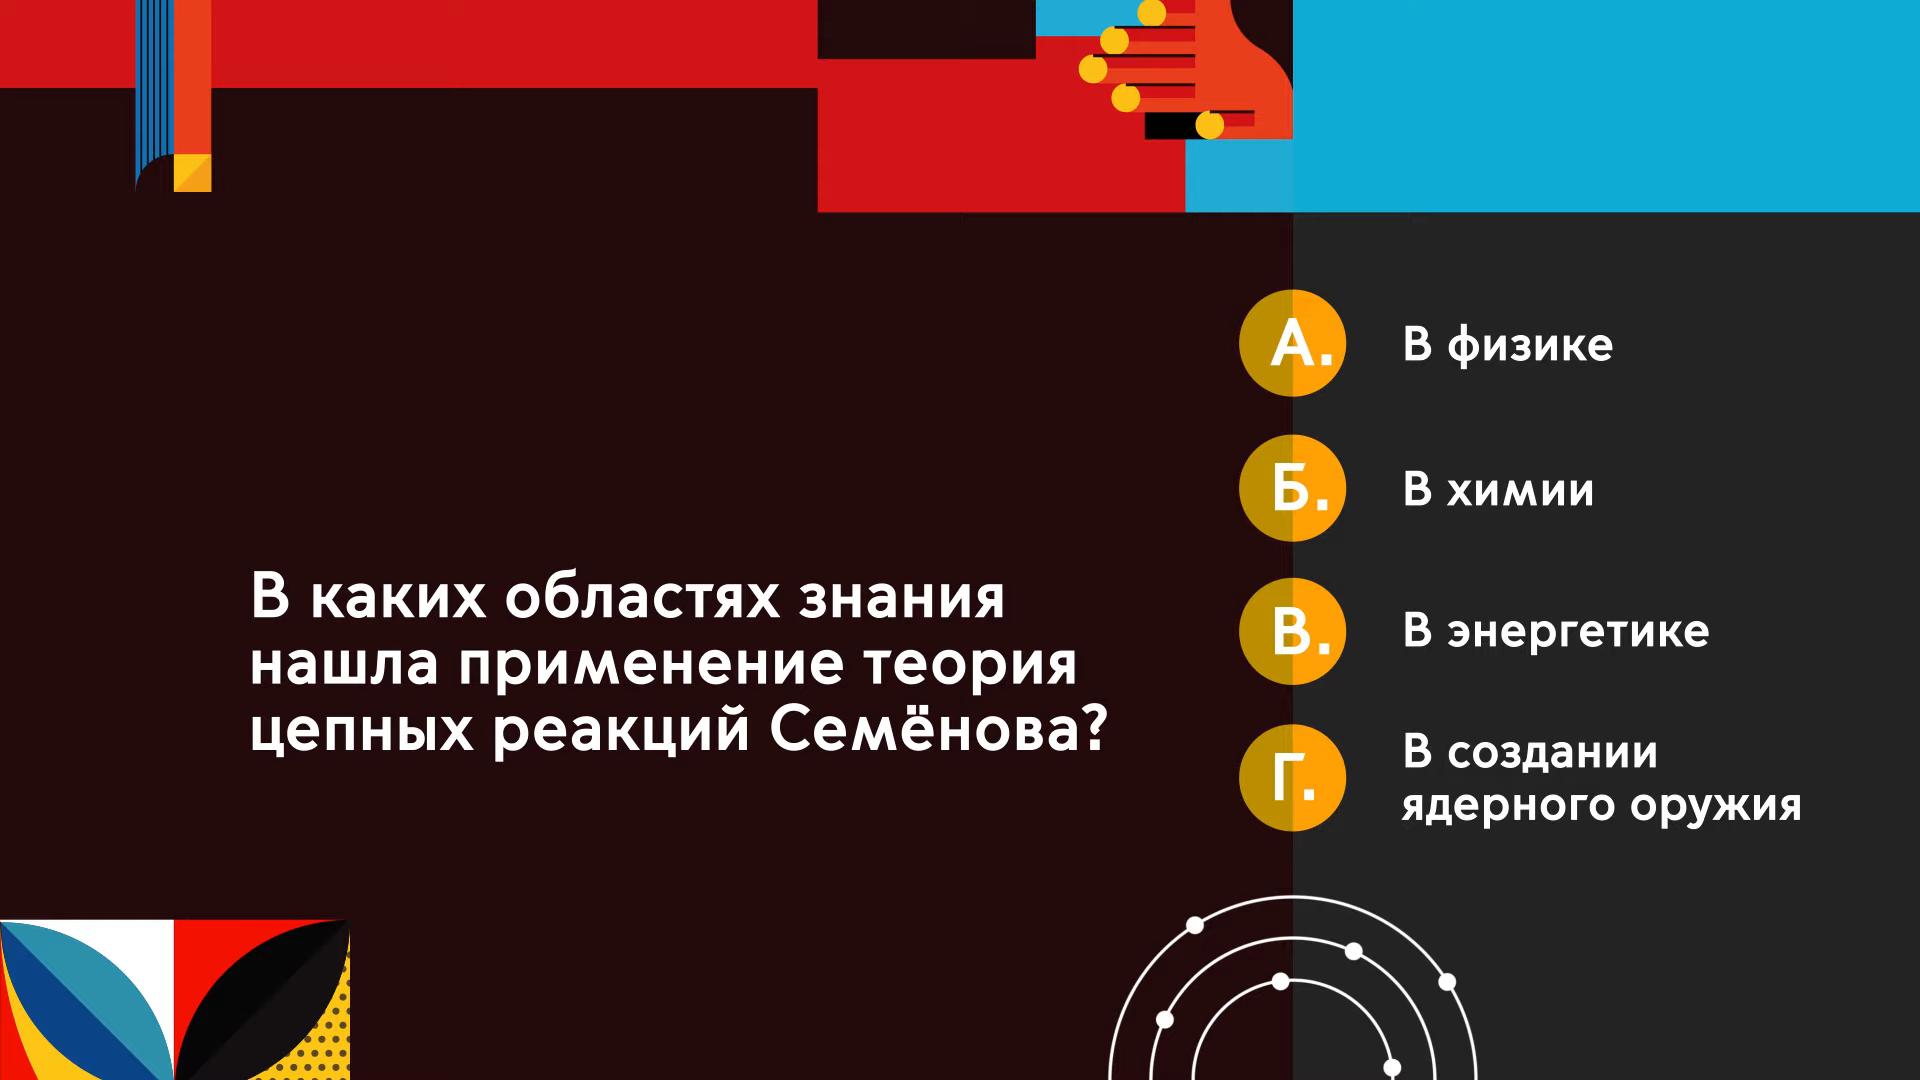 В каких областях знания
нашла применение теория
цепных реакций Семёнова?
А. В физике
Б. В химии
В. В энергетике
Г. В создании
ядерного оружия